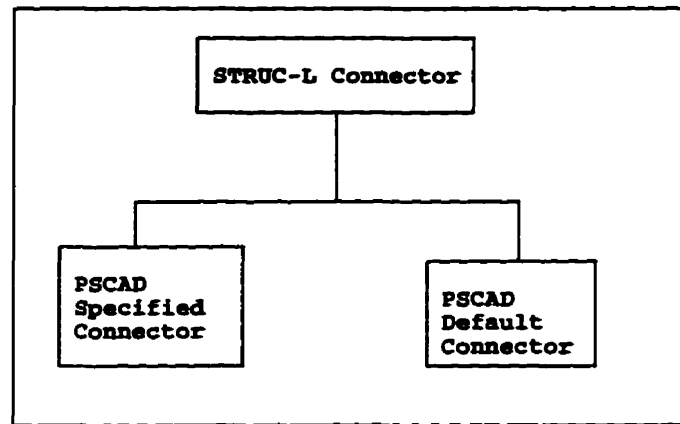 STRUC-L Connector
PSCAD
Specified
Connector
PSCAD
Default
Connector